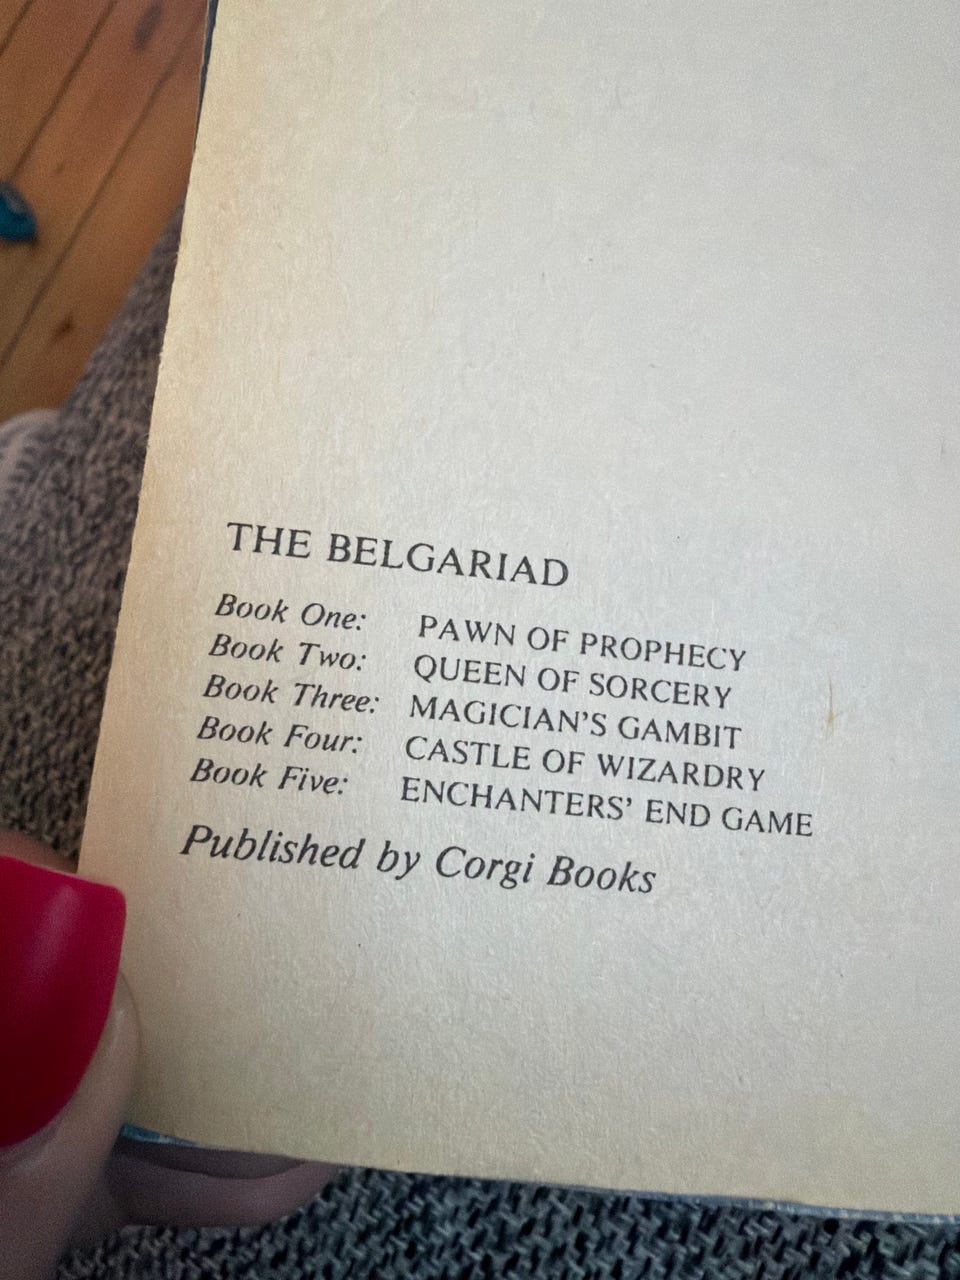 THE BELGARIAD
Book One: PAWN OF PROPHECY
Book Two: QUEEN OF SORCERY
Book Three: MAGICIAN'S GAMBIT
Book Four: CASTLE OF WIZARDRY
Book Five: ENCHANTERS' END GAME
Published by Corgi Books